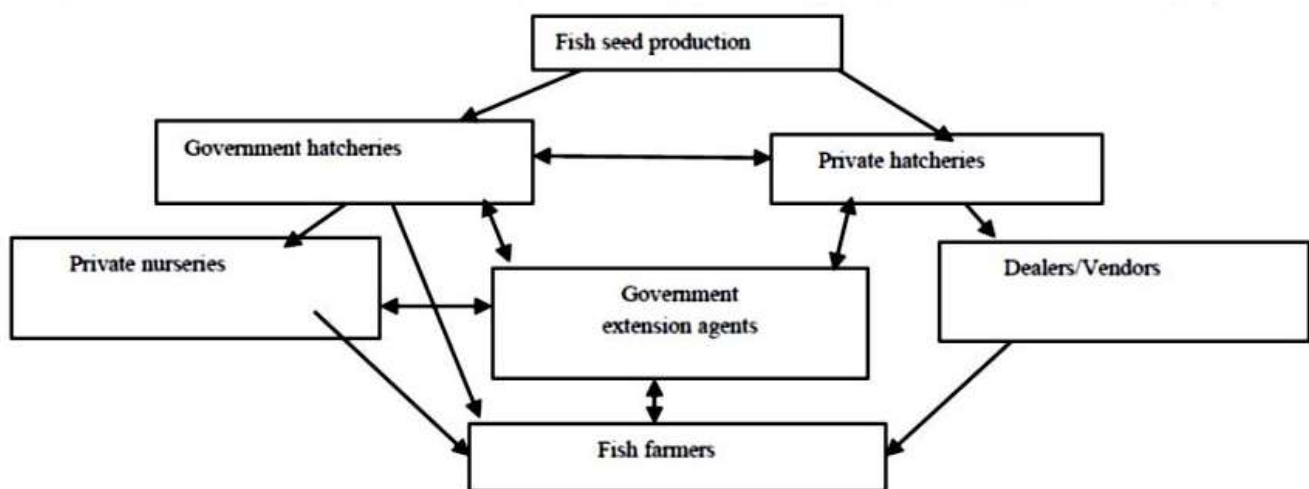 Fish seed production
Government hatcheries
Private hatcheries
Private nurseries
Dealers/Vendors
Government
extension agents
Fish farmers